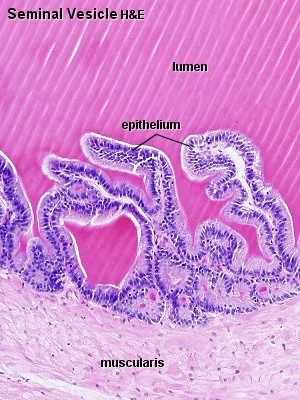 Seminal Vesicle H&E
lumen
epithelium
muscularis